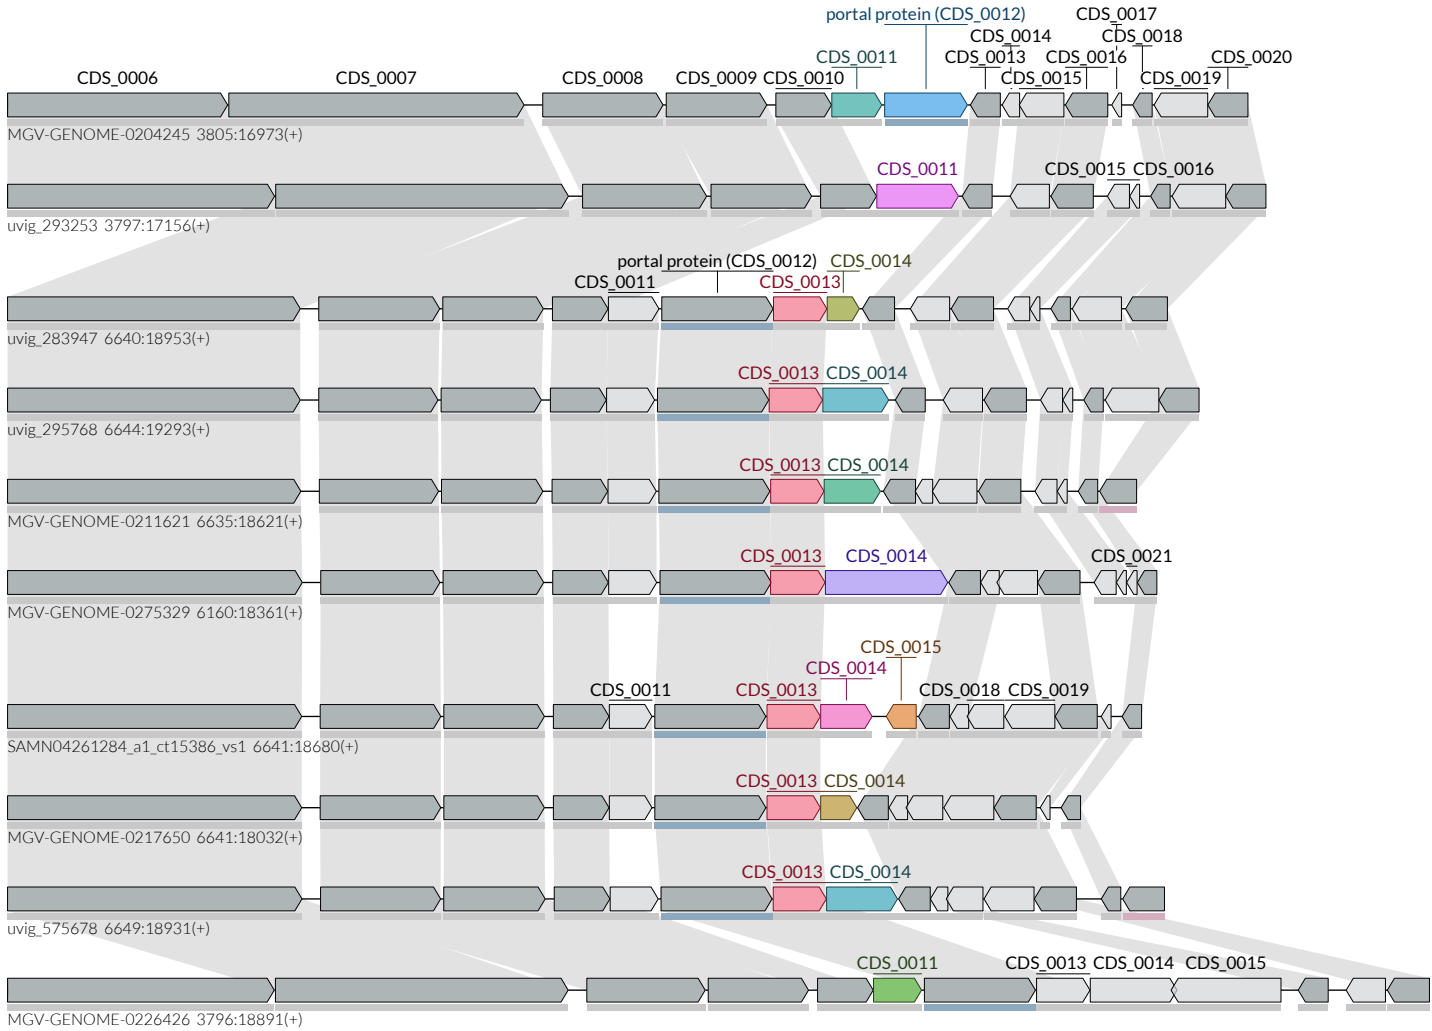 portal protein (CDS_0012) CDS_0017
CDS_0014 CDS_0018
CDS_0011 CDS_0013 CDS_0016 CDS_0020
CDS_0006 CDS_0007 CDS_0008 CDS_0009 CDS_0010 CDS_0015 CDS_0019
MGV-GENOME-0204245 3805:16973(+)
CDS_0011 CDS_0015 CDS_0016
uvig_293253 3797:17156(+)
portal protein (CDS_0012) CDS_0014
CDS_0011 CDS_0013
uvig_283947 6640:18953(+)
CDS_0013 CDS_0014
uvig_295768 6644:19293(+)
CDS_0013 CDS_0014
MGV-GENOME-0211621 6635:18621(+)
CDS_0013 CDS_0014 CDS_0021
MGV-GENOME-0275329 6160:18361(+)
CDS_0015
CDS_0014
CDS_0011 CDS_0013 CDS_0018 CDS_0019
SAMN04261284_a1_ct15386_vs1 6641:18680(+)
CDS_0013 CDS_0014
MGV-GENOME-0217650 6641:18032(+)
CDS_0013 CDS_0014
uvig_575678 6649:18931(+)
CDS_0011 CDS_0013 CDS_0014 CDS_0015
MGV-GENOME-0226426 3796:18891(+)